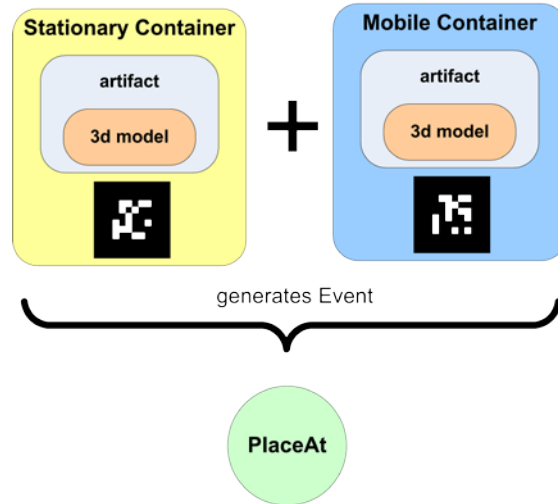 Stationary Container
artifact
3d model
Mobile Container
artifact
3d model
+
generates Event
PlaceAt